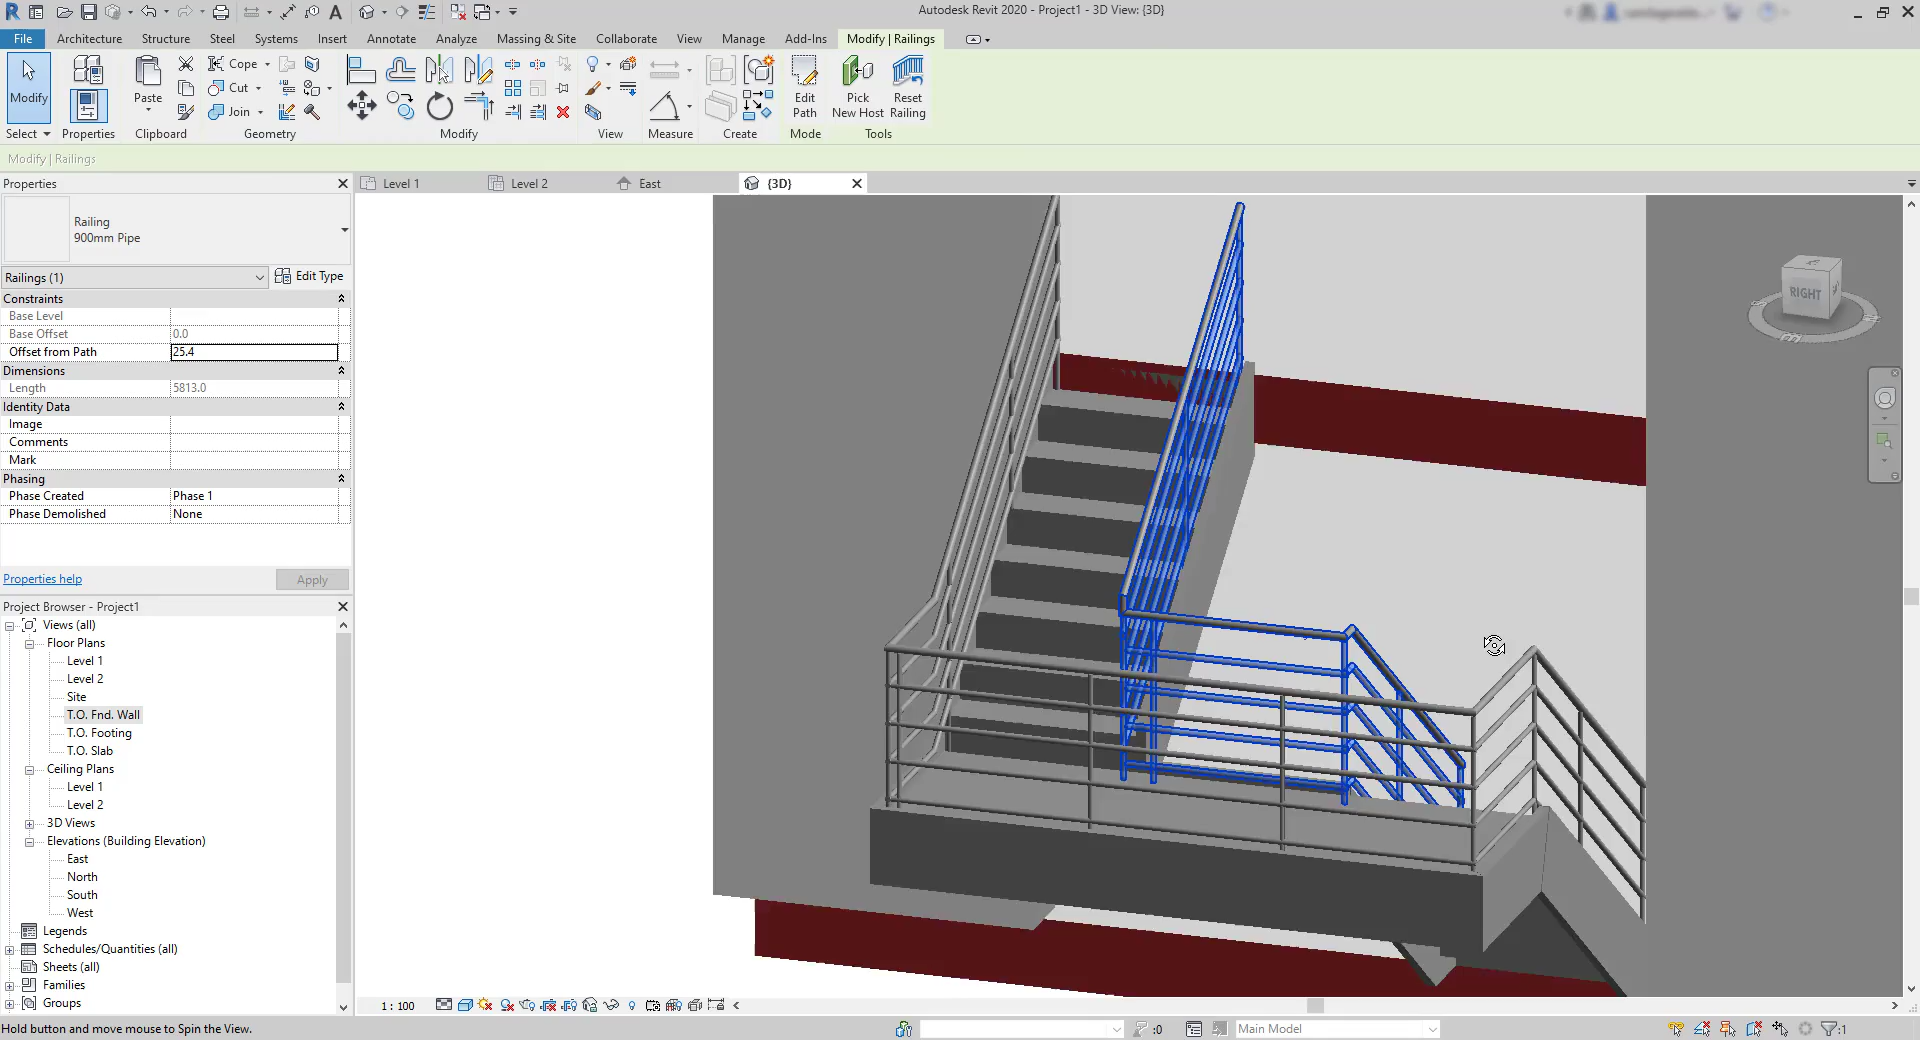 Autodesk Revit 2020 - Project1 - 3D View: {3D}
File Architecture Structure Steel Systems Insert Annotate Analyze Massing & Site Collaborate View Manage Add-Ins Modify | Railings
Modify
Select
Properties
Paste
Clipboard
Cope
Cut
Join
Geometry
Modify
View
Measure
Create
Edit Path
Mode
Pick New Host
Reset Railing
Tools
Modify | Railings
Properties
Level 1
Level 2
East
{3D}
Railing
900mm Pipe
Railings (1)
Edit Type
Constraints
Base Level
Base Offset 0.0
Offset from Path 25.4
Dimensions
Length 5813.0
Identity Data
Image
Comments
Mark
Phasing
Phase Created Phase 1
Phase Demolished None
Properties help
Apply
RIGHT
Project Browser - Project1
Views (all)
Floor Plans
Level 1
Level 2
Site
T.O. Fnd. Wall
T.O. Footing
T.O. Slab
Ceiling Plans
Level 1
Level 2
3D Views
Elevations (Building Elevation)
East
North
South
West
Legends
Schedules/Quantities (all)
Sheets (all)
Families
Groups
1 : 100
Hold button and move mouse to Spin the View.
:0
Main Model
:1